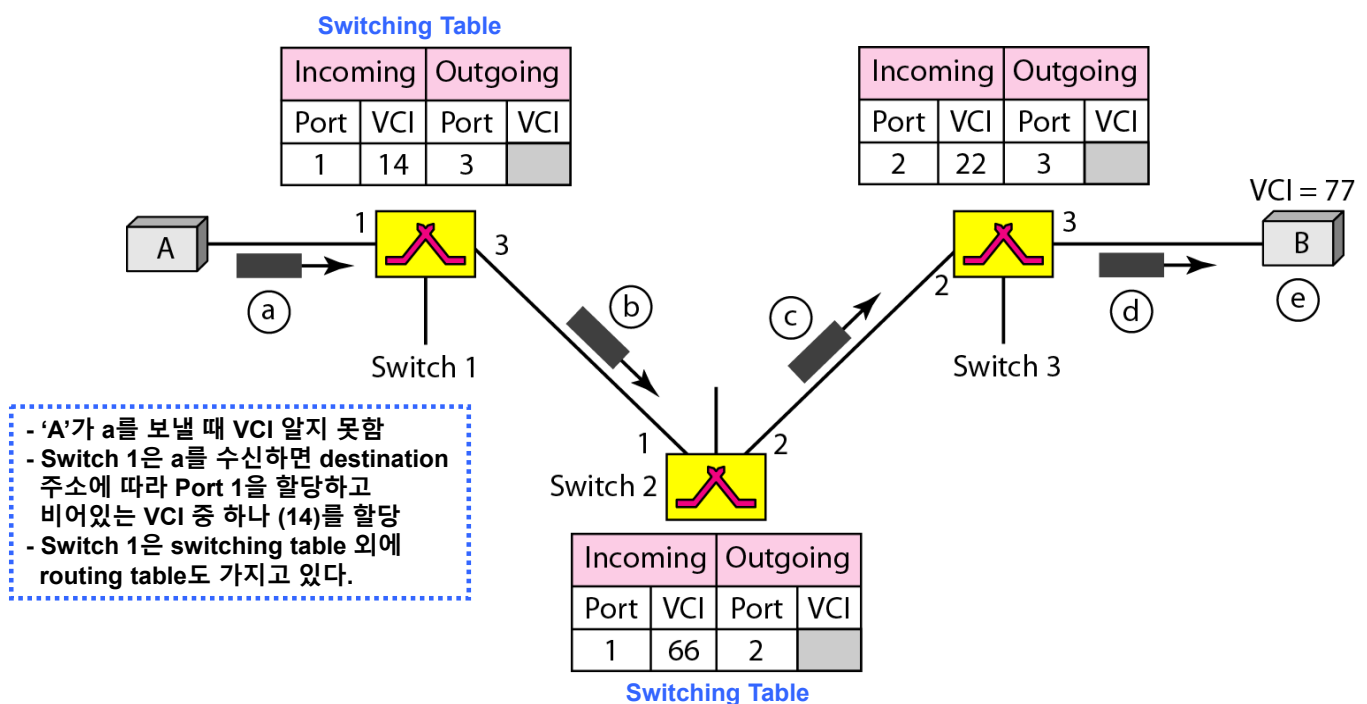 Switching Table
Incoming Outgoing
Port VCI Port VCI
1 14 3
Incoming Outgoing
Port VCI Port VCI
2 22 3
VCI = 77
A
1
3
a
Switch 1
b
c
2
3
Switch 3
d
B
e
- ‘A’가 a를 보낼 때 VCI 알지 못함
- Switch 1은 a를 수신하면 destination
주소에 따라 Port 1을 할당하고
비어있는 VCI 중 하나 (14)를 할당
- Switch 1은 switching table 외에
routing table도 가지고 있다.
1
2
Switch 2
Incoming Outgoing
Port VCI Port VCI
1 66 2
Switching Table